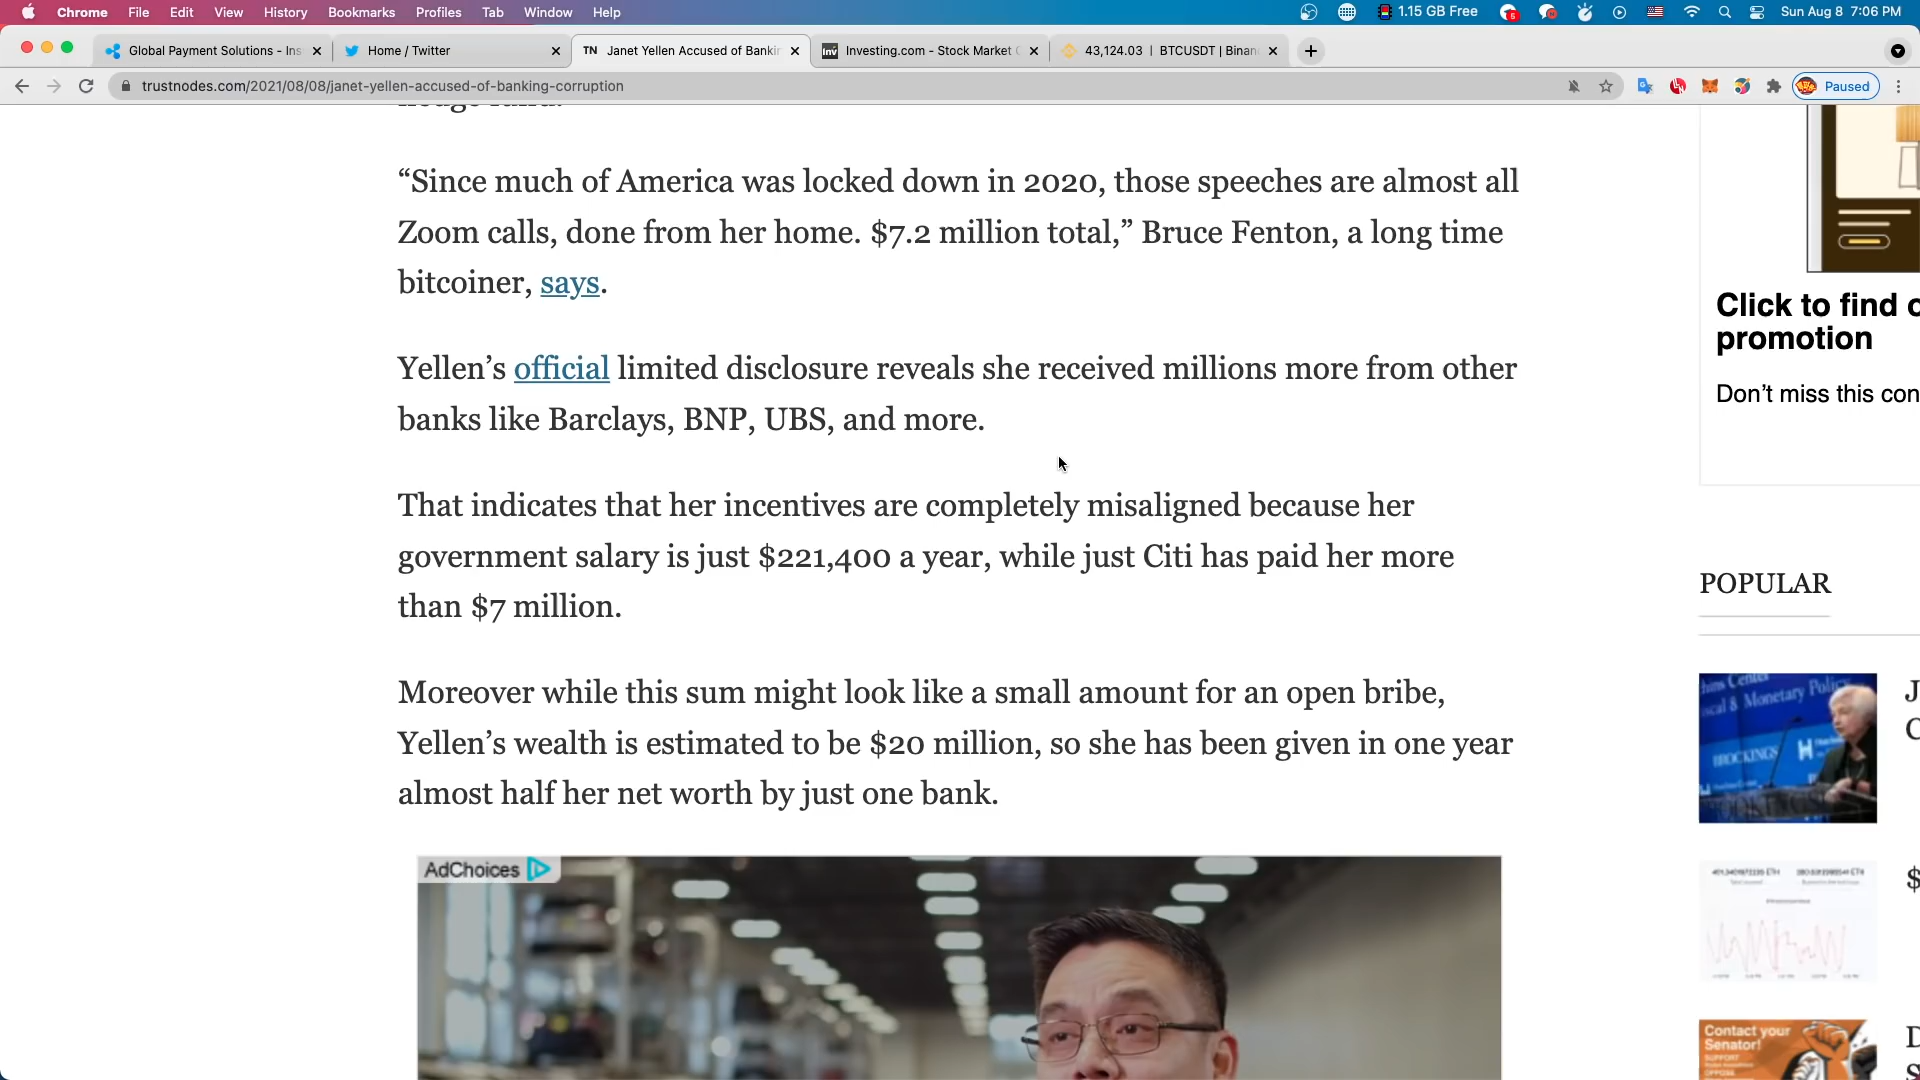 Chrome File Edit View History Bookmarks Profiles Tab Window Help 1.15 GB Free Sun Aug 8 7:06 PM
Global Payment Solutions - Ins Home / Twitter TN Janet Yellen Accused of Bankin Inv Investing.com - Stock Market 43,124.03 | BTCUSDT | Binan
trustnodes.com/2021/08/08/janet-yellen-accused-of-banking-corruption Paused
hedge fund.
“Since much of America was locked down in 2020, those speeches are almost all
Zoom calls, done from her home. $7.2 million total,” Bruce Fenton, a long time
bitcoiner, says.
Yellen’s official limited disclosure reveals she received millions more from other
banks like Barclays, BNP, UBS, and more.
That indicates that her incentives are completely misaligned because her
government salary is just $221,400 a year, while just Citi has paid her more
than $7 million.
Moreover while this sum might look like a small amount for an open bribe,
Yellen’s wealth is estimated to be $20 million, so she has been given in one year
almost half her net worth by just one bank.
AdChoices
Click to find
promotion
Don’t miss this con
POPULAR
Monetary Policy
BROOKINGS
J
C
$
Contact your
Senator!
SUPPORT
OPPOSE
D
S